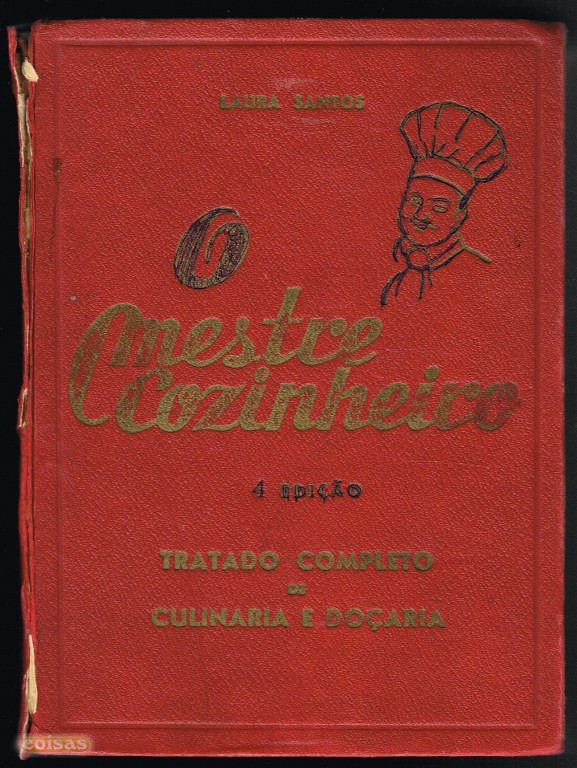 LAURA SANTOS
O
Mestre
Cozinheiro
4 EDIÇÃO
TRATADO COMPLETO
DE
CULINARIA E DOÇARIA
coisas